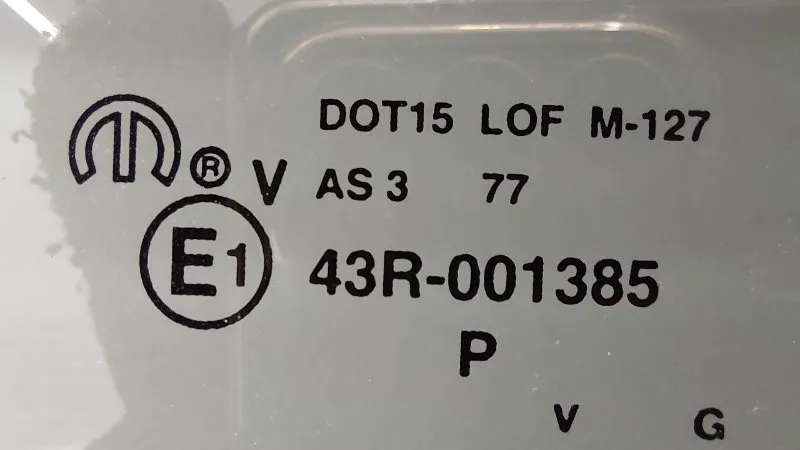 DOT15 LOF M-127
® V AS 3 77
E1 43R-001385
P
V G